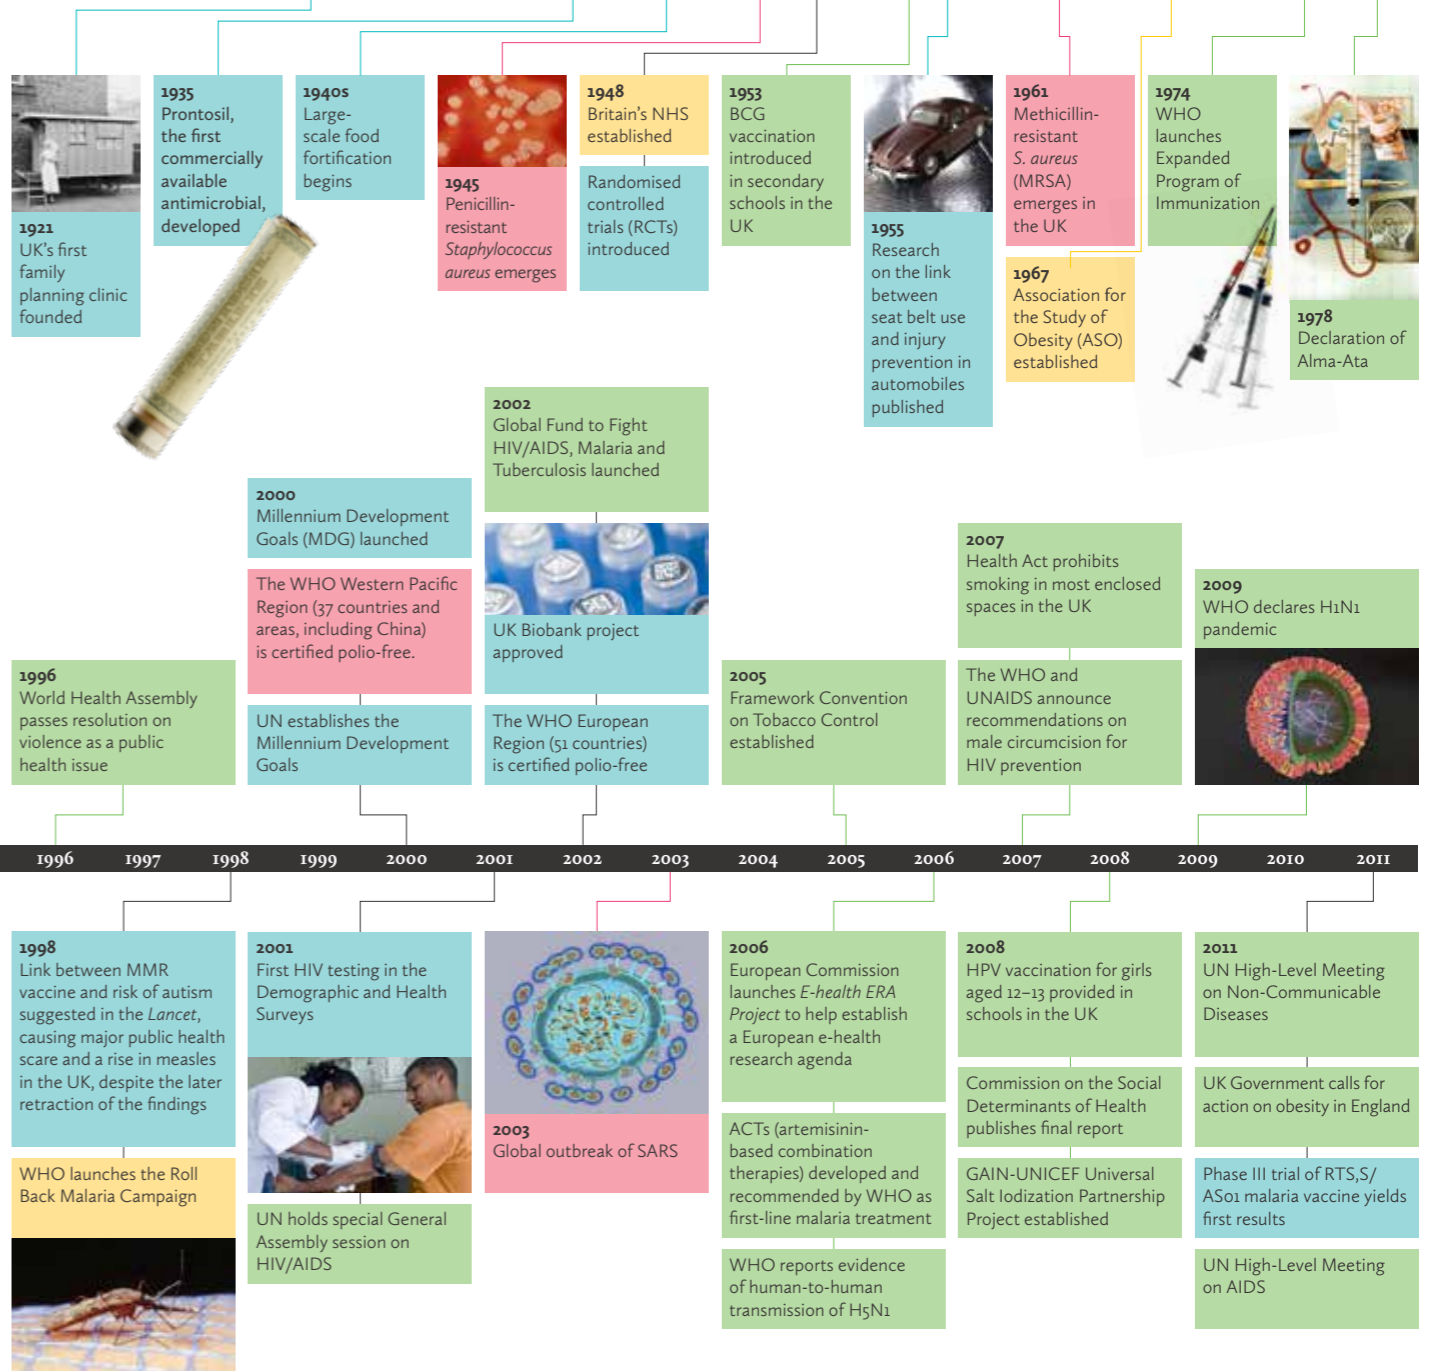 1921
UK's first
family
planning clinic
founded
1935
Prontosil,
the first
commercially
available
antimicrobial,
developed
1940s
Large-
scale food
fortification
begins
1945
Penicillin-
resistant
Staphylococcus
aureus emerges
1948
Britain's NHS
established
Randomised
controlled
trials (RCTs)
introduced
1953
BCG
vaccination
introduced
in secondary
schools in the
UK
1955
Research
on the link
between
seat belt use
and injury
prevention in
automobiles
published
1961
Methicillin-
resistant
S. aureus
(MRSA)
emerges in
the UK
1967
Association for
the Study of
Obesity (ASO)
established
1974
WHO
launches
Expanded
Program of
Immunization
1978
Declaration of
Alma-Ata
1996
World Health Assembly
passes resolution on
violence as a public
health issue
2000
Millennium Development
Goals (MDG) launched
The WHO Western Pacific
Region (37 countries and
areas, including China)
is certified polio-free.
UN establishes the
Millennium Development
Goals
2002
Global Fund to Fight
HIV/AIDS, Malaria and
Tuberculosis launched
UK Biobank project
approved
The WHO European
Region (51 countries)
is certified polio-free
2005
Framework Convention
on Tobacco Control
established
2007
Health Act prohibits
smoking in most enclosed
spaces in the UK
The WHO and
UNAIDS announce
recommendations on
male circumcision for
HIV prevention
2009
WHO declares H1N1
pandemic
1996 1997 1998 1999 2000 2001 2002 2003 2004 2005 2006 2007 2008 2009 2010 2011
1998
Link between MMR
vaccine and risk of autism
suggested in the Lancet,
causing major public health
scare and a rise in measles
in the UK, despite the later
retraction of the findings
WHO launches the Roll
Back Malaria Campaign
2001
First HIV testing in the
Demographic and Health
Surveys
UN holds special General
Assembly session on
HIV/AIDS
2003
Global outbreak of SARS
2006
European Commission
launches E-health ERA
Project to help establish
a European e-health
research agenda
ACTs (artemisinin-
based combination
therapies) developed and
recommended by WHO as
first-line malaria treatment
WHO reports evidence
of human-to-human
transmission of H5N1
2008
HPV vaccination for girls
aged 12–13 provided in
schools in the UK
Commission on the Social
Determinants of Health
publishes final report
GAIN-UNICEF Universal
Salt Iodization Partnership
Project established
2011
UN High-Level Meeting
on Non-Communicable
Diseases
UK Government calls for
action on obesity in England
Phase III trial of RTS,S/
AS01 malaria vaccine yields
first results
UN High-Level Meeting
on AIDS